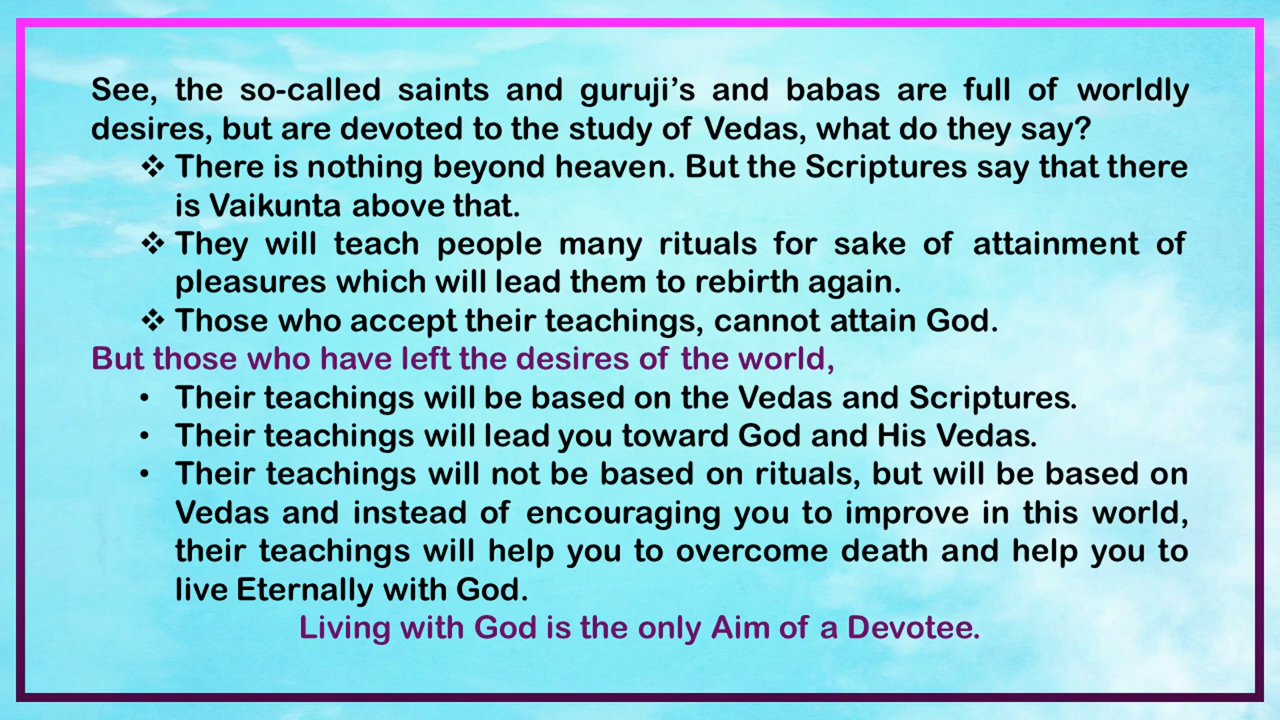 See, the so-called saints and guruji’s and babas are full of worldly
desires, but are devoted to the study of Vedas, what do they say?
❖ There is nothing beyond heaven. But the Scriptures say that there
is Vaikunta above that.
❖ They will teach people many rituals for sake of attainment of
pleasures which will lead them to rebirth again.
❖ Those who accept their teachings, cannot attain God.
But those who have left the desires of the world,
• Their teachings will be based on the Vedas and Scriptures.
• Their teachings will lead you toward God and His Vedas.
• Their teachings will not be based on rituals, but will be based on
Vedas and instead of encouraging you to improve in this world,
their teachings will help you to overcome death and help you to
live Eternally with God.
Living with God is the only Aim of a Devotee.